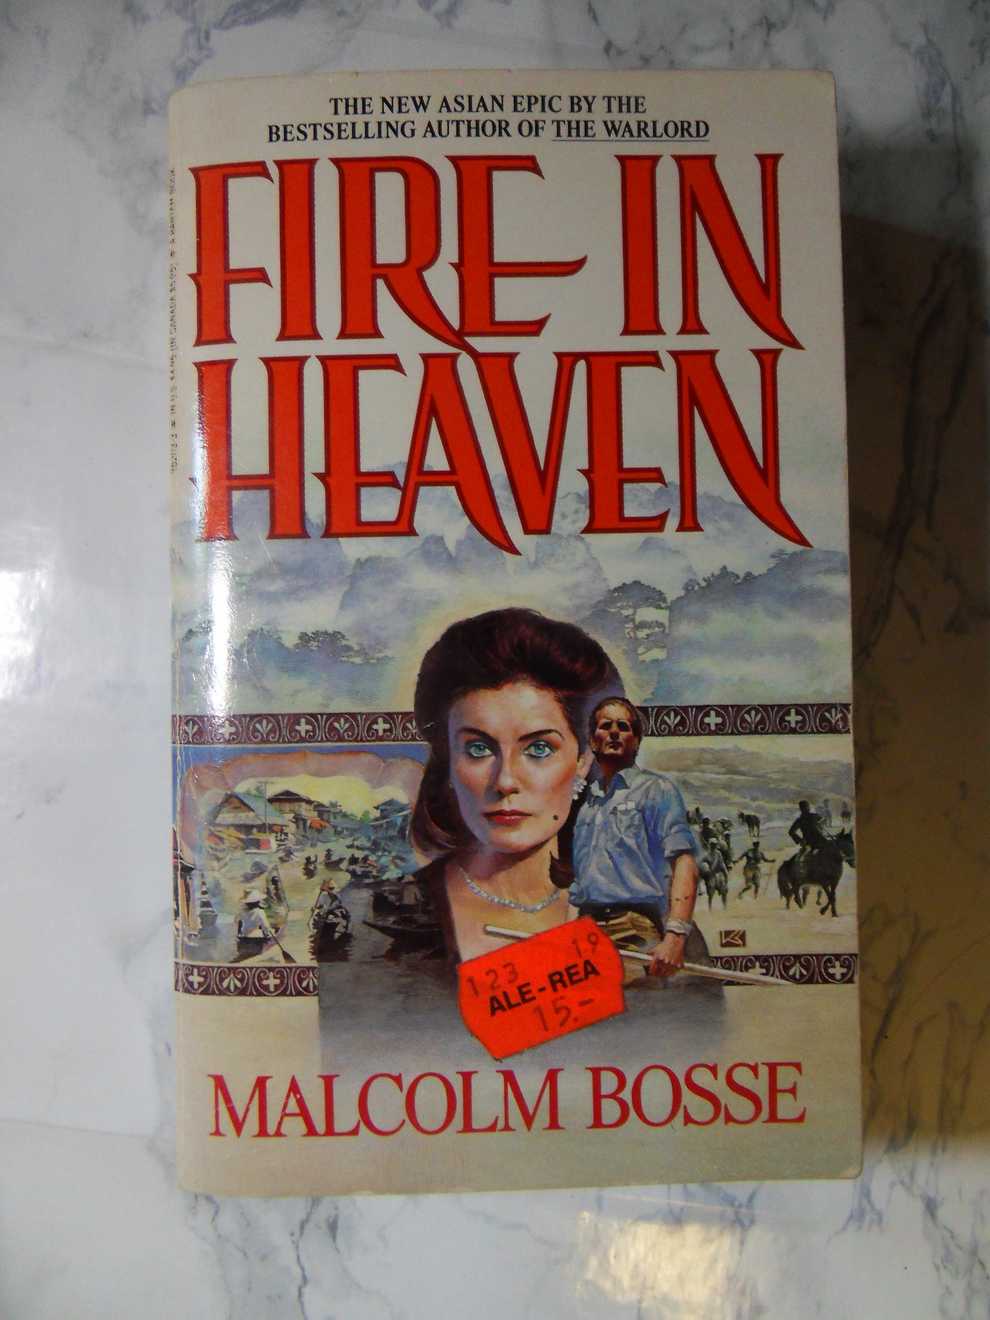 THE NEW ASIAN EPIC BY THE
BESTSELLING AUTHOR OF THE WARLORD
FIRE IN
HEAVEN
123 19
ALE-REA
15.-
MALCOLM BOSSE